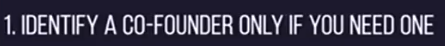 1. IDENTIFY A CO-FOUNDER ONLY IF YOU NEED ONE